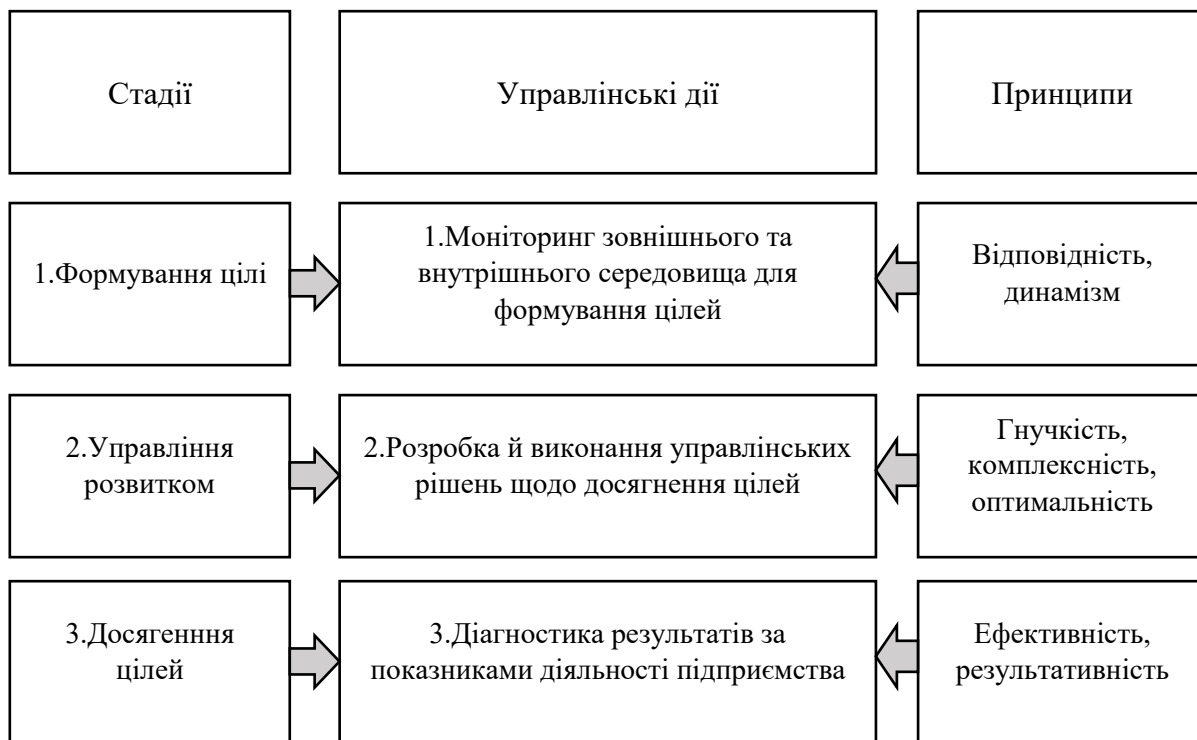 Стадії
Управлінські дії
Принципи
1.Формування цілі
1.Моніторинг зовнішнього та
внутрішнього середовища для
формування цілей
Відповідність,
динамізм
2.Управління
розвитком
2.Розробка й виконання управлінських
рішень щодо досягнення цілей
Гнучкість,
комплексність,
оптимальність
3.Досягенння
цілей
3.Діагностика результатів за
показниками діяльності підприємства
Ефективність,
результативність